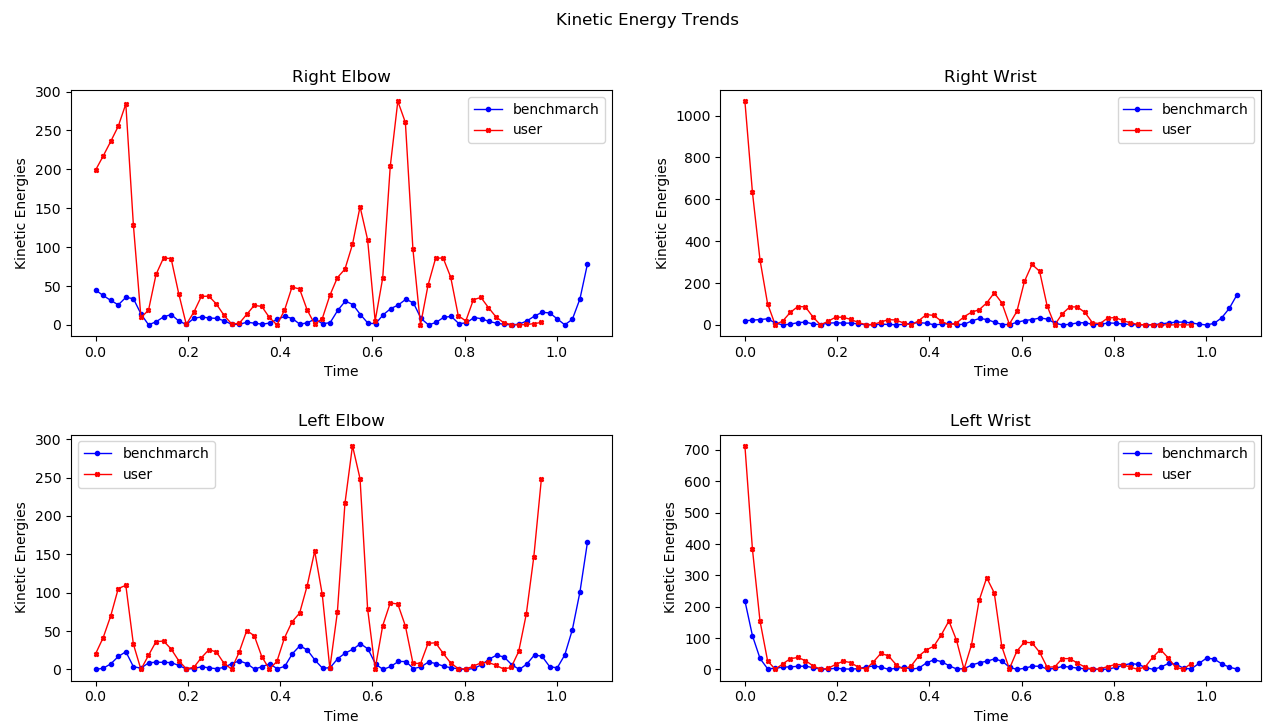 Kinetic Energy Trends
Right Elbow
Kinetic Energies
300
250
200
150
100
50
0
benchmarch
user
0.0 0.2 0.4 0.6 0.8 1.0
Time
Right Wrist
Kinetic Energies
1000
800
600
400
200
0
benchmarch
user
0.0 0.2 0.4 0.6 0.8 1.0
Time
Left Elbow
Kinetic Energies
300
250
200
150
100
50
0
benchmarch
user
0.0 0.2 0.4 0.6 0.8 1.0
Time
Left Wrist
Kinetic Energies
700
600
500
400
300
200
100
0
benchmarch
user
0.0 0.2 0.4 0.6 0.8 1.0
Time